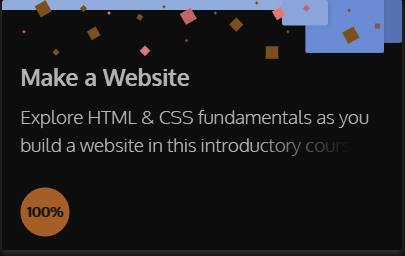 Make a Website
Explore HTML & CSS fundamentals as you
build a website in this introductory cours
100%